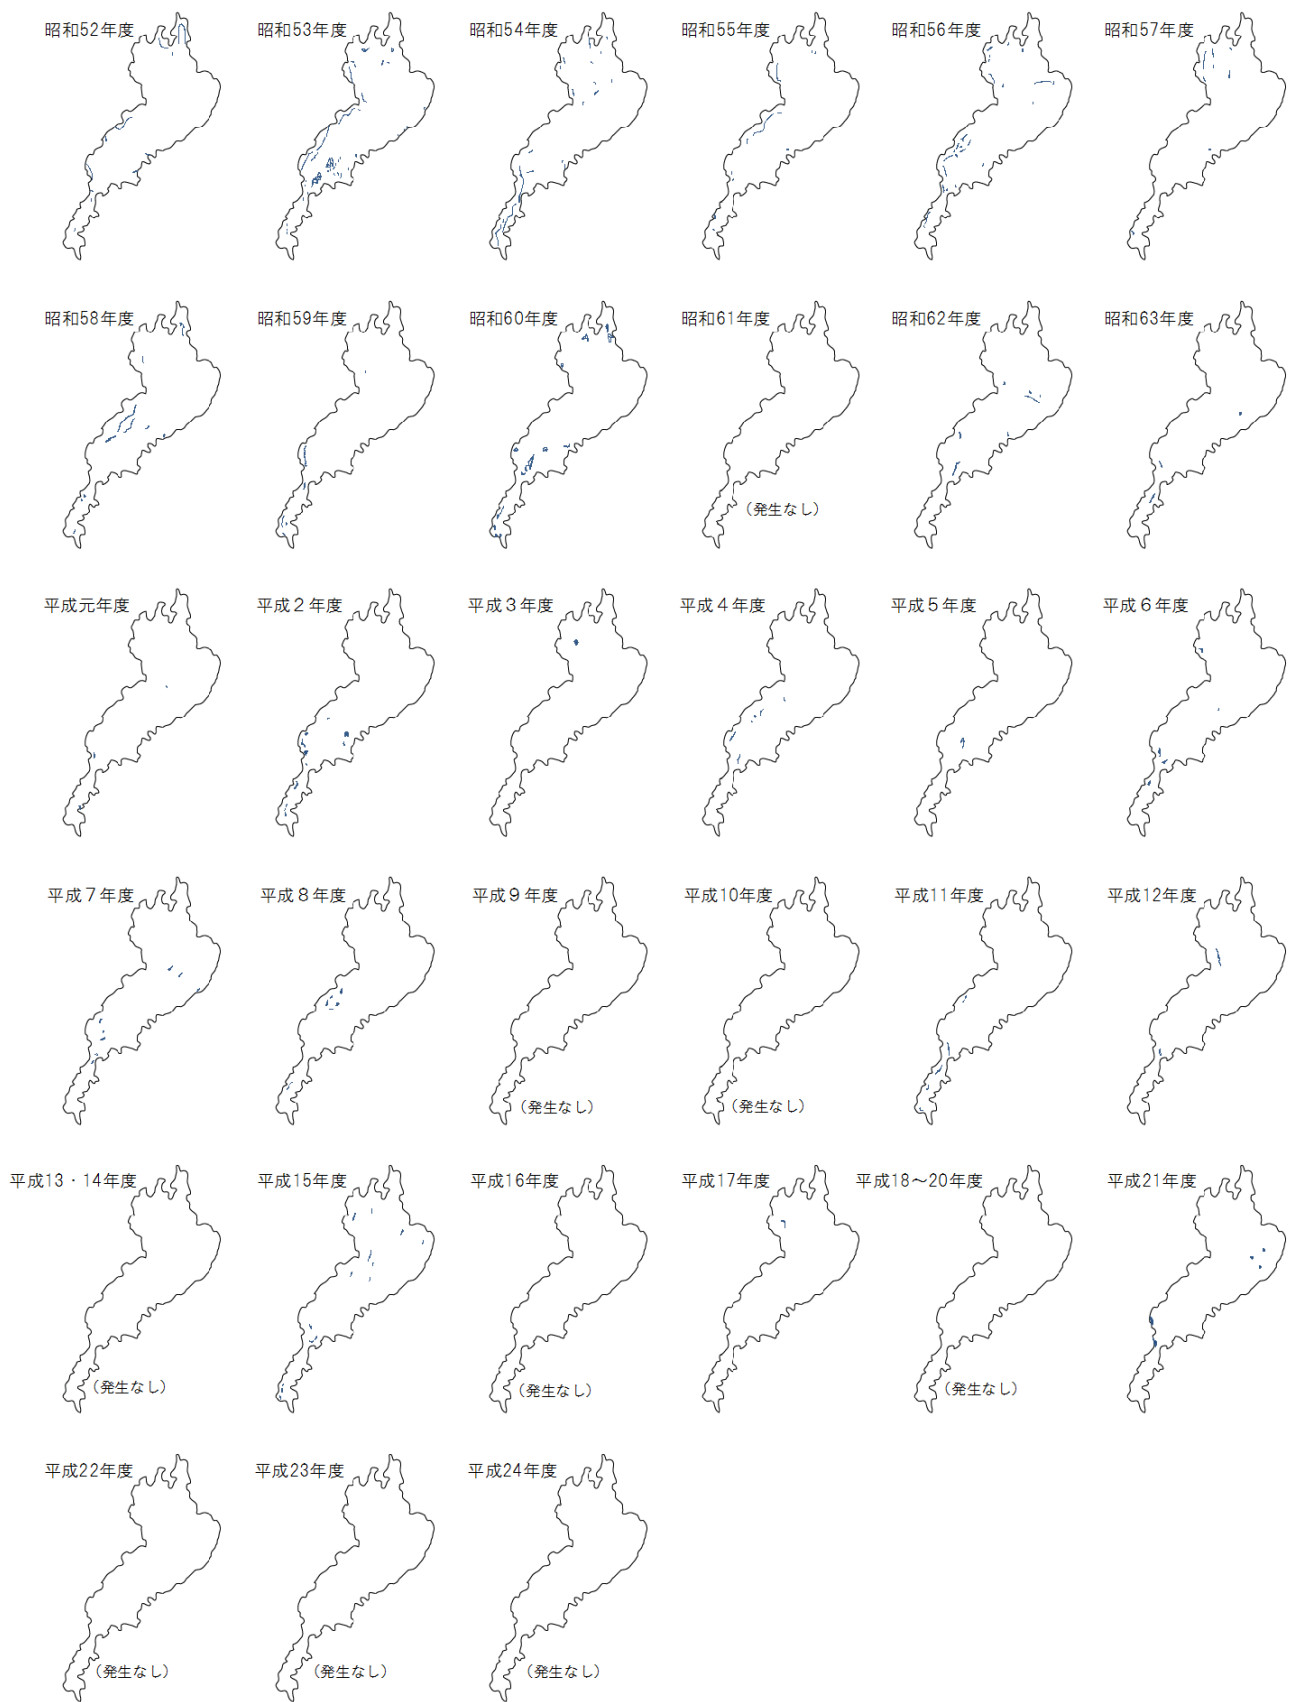 昭和52年度
昭和53年度
昭和54年度
昭和55年度
昭和56年度
昭和57年度
昭和58年度
昭和59年度
昭和60年度
昭和61年度
(発生なし)
昭和62年度
昭和63年度
平成元年度
平成２年度
平成３年度
平成４年度
平成５年度
平成６年度
平成７年度
平成８年度
平成９年度
(発生なし)
平成10年度
(発生なし)
平成11年度
平成12年度
平成13・14年度
(発生なし)
平成15年度
平成16年度
(発生なし)
平成17年度
平成18～20年度
(発生なし)
平成21年度
平成22年度
(発生なし)
平成23年度
(発生なし)
平成24年度
(発生なし)